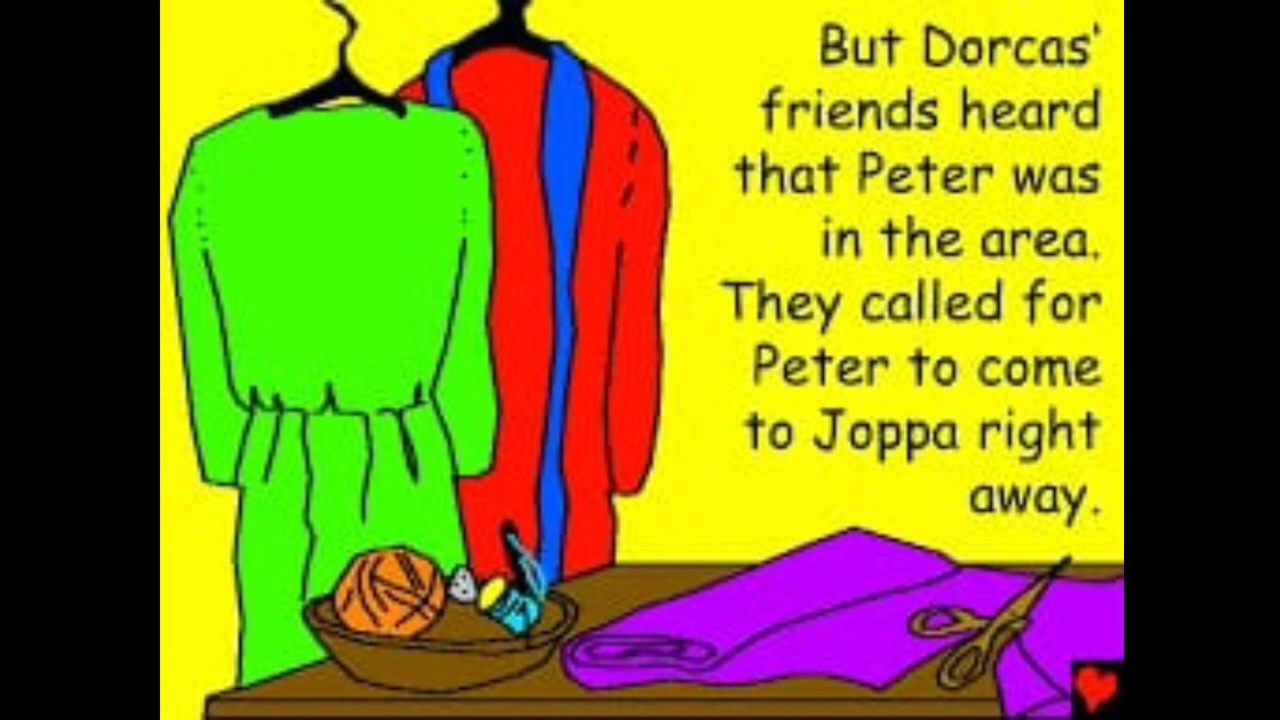 But Dorcas'
friends heard
that Peter was
in the area.
They called for
Peter to come
to Joppa right
away.